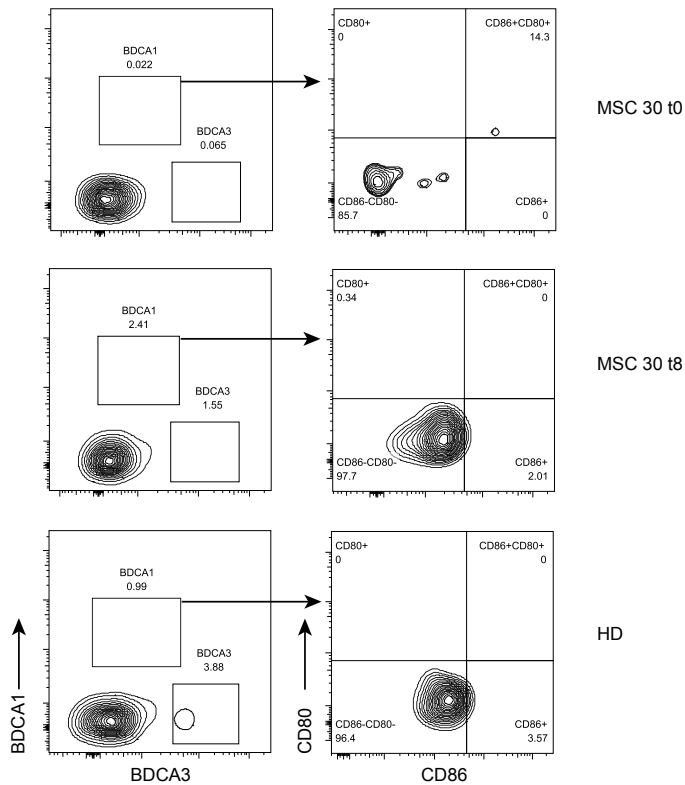 BDCA1
0.022
BDCA3
0.065
CD80+
0
CD86+CD80+
14.3
CD86-CD80-
85.7
CD86+
0
MSC 30 t0
BDCA1
2.41
BDCA3
1.55
CD80+
0.34
CD86+CD80+
0
CD86-CD80-
97.7
CD86+
2.01
MSC 30 t8
BDCA1
0.99
BDCA3
3.88
CD80+
0
CD86+CD80+
0
CD86-CD80-
96.4
CD86+
3.57
HD
BDCA1
BDCA3
CD80
CD86